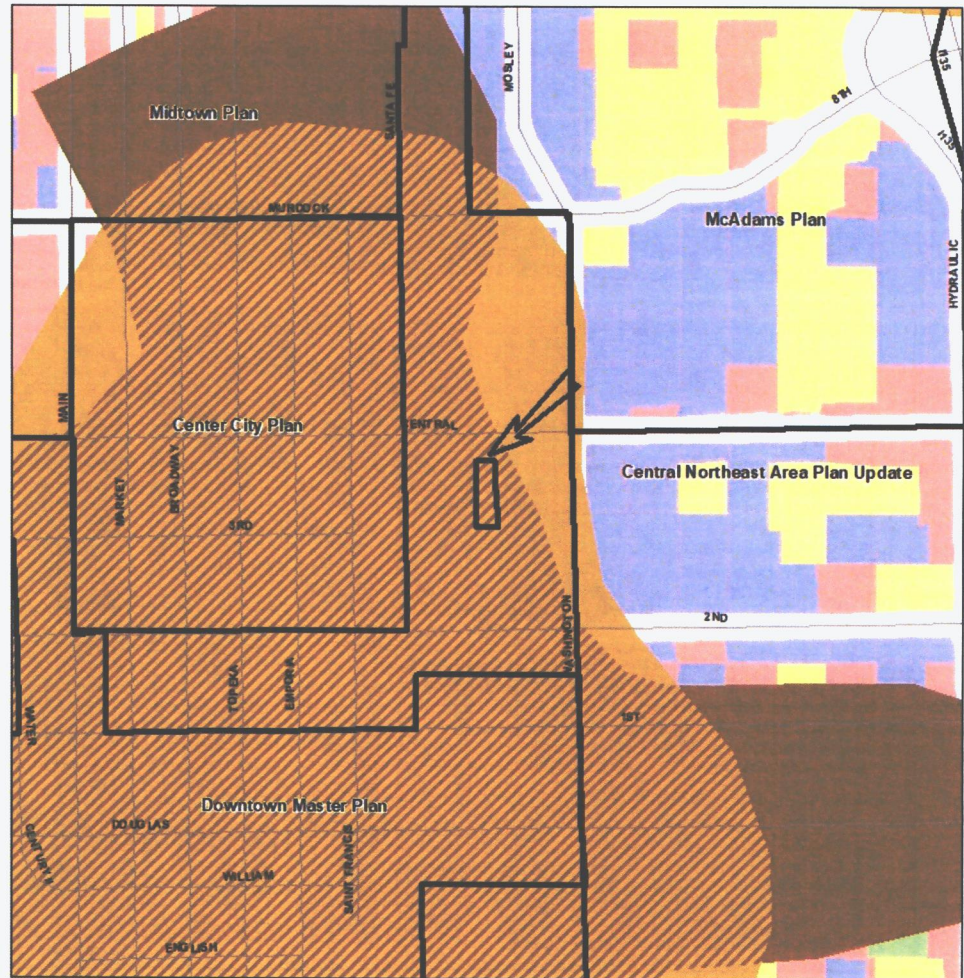 MOSLEY
I135
8TH
Midtown Plan
SANTA FE
I135
MURDOCK
McAdams Plan
HYDRAULIC
MAIN
Center City Plan
CENTRAL
Central Northeast Area Plan Update
MARKET
BROADWAY
3RD
WASHINGTON
2ND
TOPEKA
EMPORIA
WATER
1ST
Downtown Master Plan
DOUGLAS
CENTURY II
SAINT FRANCIS
WILLIAM
ENGLISH